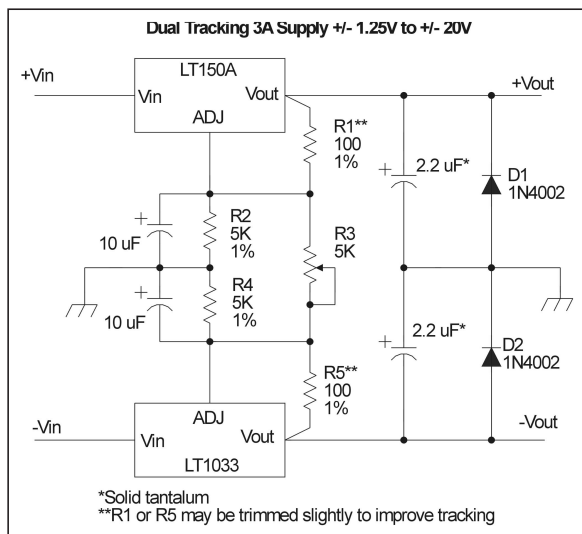 Dual Tracking 3A Supply +/- 1.25V to +/- 20V
LT150A
+Vin
Vin
Vout
+Vout
ADJ
R1**
100
1%
2.2 uF*
D1
1N4002
+
+
R2
5K
1%
R3
5K
10 uF
+
R4
5K
1%
10 uF
2.2 uF*
+
D2
1N4002
R5**
100
1%
ADJ
-Vin
Vin
Vout
-Vout
LT1033
*Solid tantalum
**R1 or R5 may be trimmed slightly to improve tracking